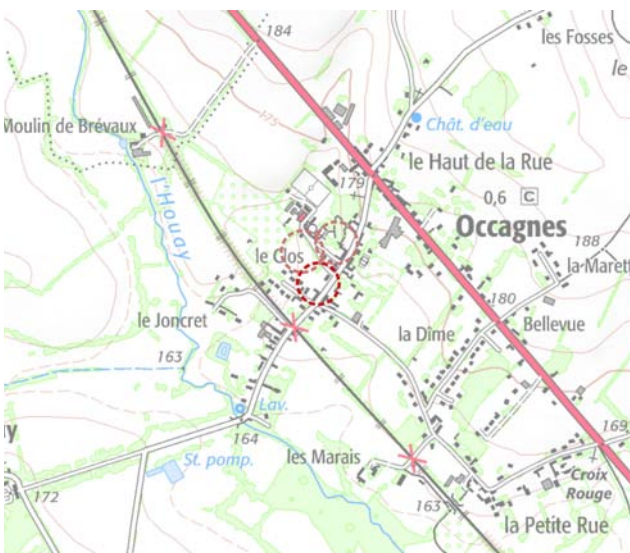 les Fosses
184
le
175
Moulin de Brévaux
Chât. d'eau
l'Houay
le Haut de la Rue
179
0,6 C
Occagnes
188
le Clos
la Marett
180
le Joncret
la Dime
Bellevue
163
Lav.
164
169
y
St. pomp.
les Marais
Croix
Rouge
172
163
la Petite Rue